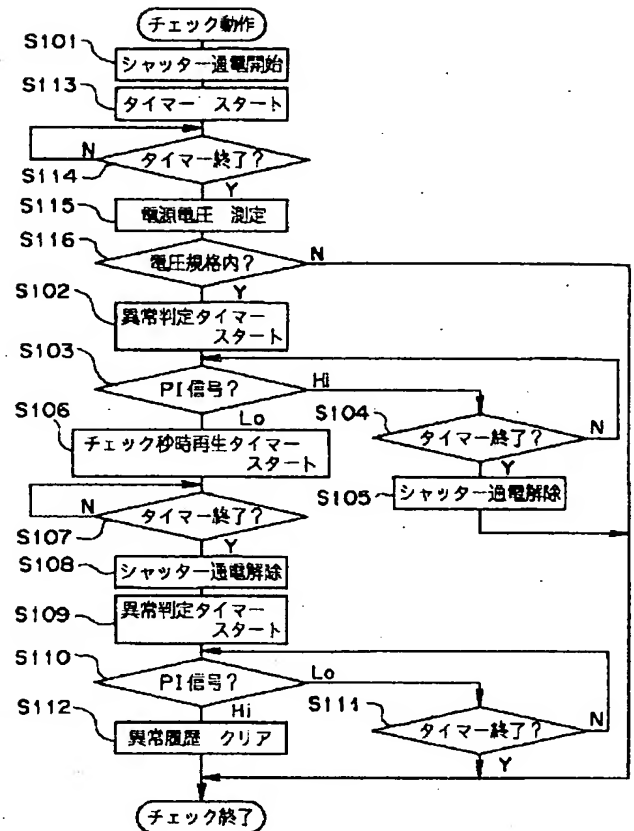 チェック動作
S101
シャッター通電開始
S113
タイマー スタート
N
タイマー終了?
S114
Y
S115
電源電圧 測定
S116
電圧規格内?
N
Y
S102
異常判定タイマー
スタート
S103
PI信号?
Hi
Lo
S104
タイマー終了?
N
Y
S105
シャッター通電解除
S106
チェック秒時再生タイマー
スタート
N
タイマー終了?
S107
Y
S108
シャッター通電解除
S109
異常判定タイマー
スタート
S110
PI信号?
Lo
Hi
S111
タイマー終了?
N
Y
S112
異常履歴 クリア
チェック終了